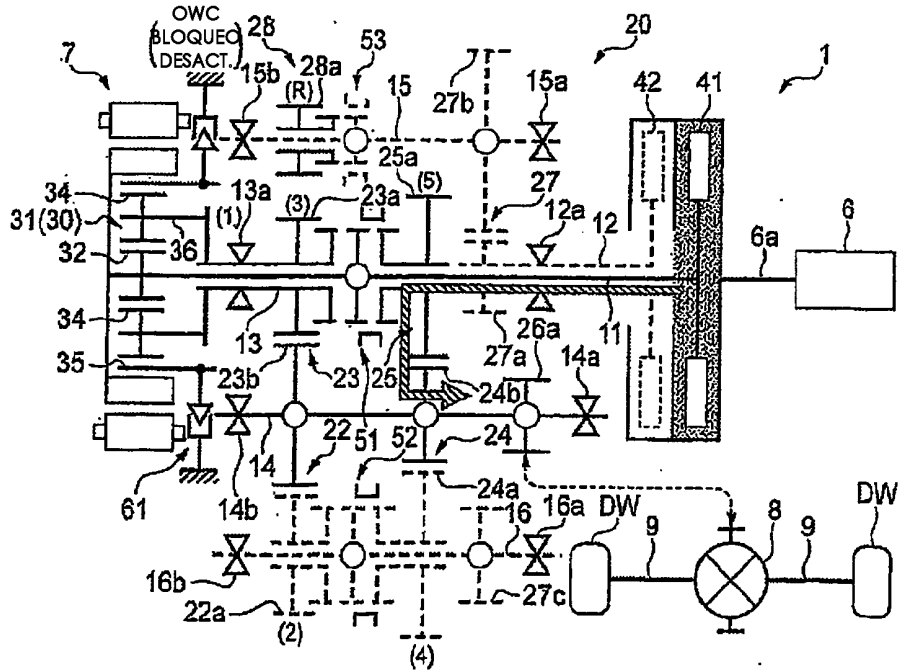 OWC
BLOQUEO
DESACT.
7
15b
28
28a
(R)
53
15
25a
27b
20
15a
42
41
1
34
31(30)
32
36
(1)
13a
(3)
23a
(5)
27
12a
12
6
6a
34
35
13
23b
23
51
25
24b
27a
26a
11
14a
61
14b
14
22
52
24
24a
16
16a
DW
DW
9
8
9
16b
22a
(2)
(4)
27c